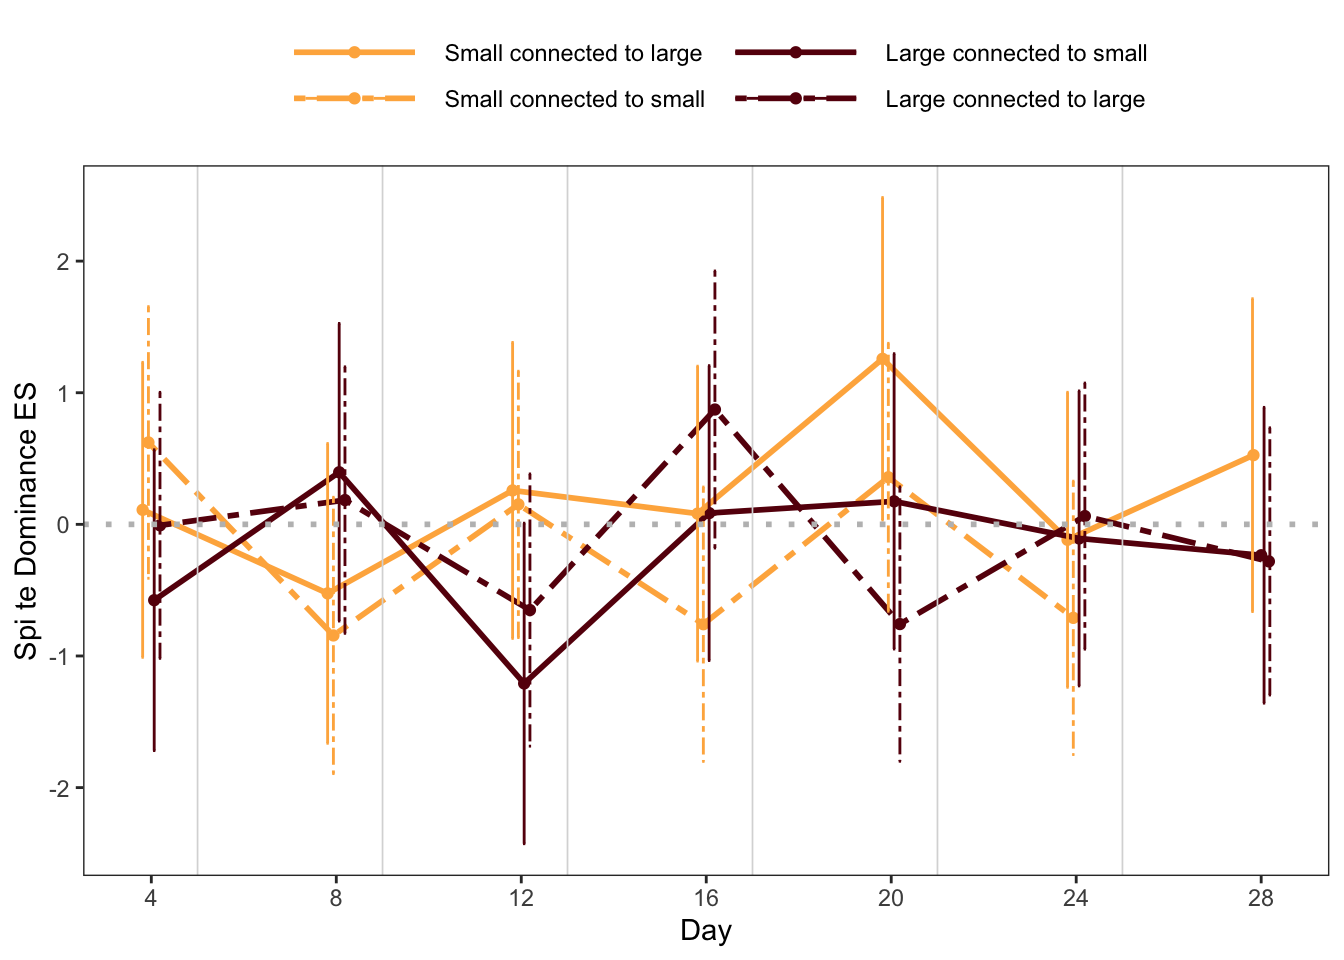 Small connected to large
Large connected to small
Small connected to small
Large connected to large
Spi te Dominance ES
2
1
0
-1
-2
4
8
12
16
20
24
28
Day